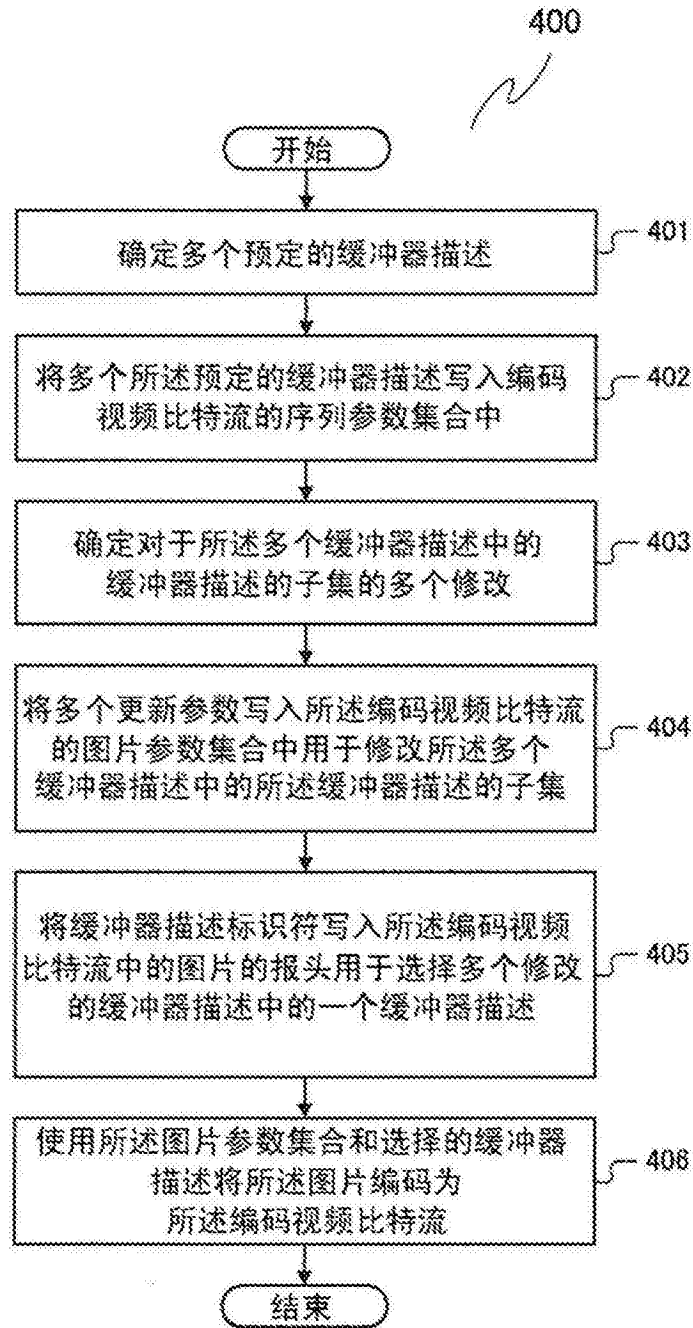 400
开始
确定多个预定的缓冲器描述
401
将多个所述预定的缓冲器描述写入编码
视频比特流的序列参数集合中
402
确定对于所述多个缓冲器描述中的
缓冲器描述的子集的多个修改
403
将多个更新参数写入所述编码视频比特流
的图片参数集合中用于修改所述多个
缓冲器描述中的所述缓冲器描述的子集
404
将缓冲器描述标识符写入所述编码视频
比特流中的图片的报头用于选择多个修改
的缓冲器描述中的一个缓冲器描述
405
使用所述图片参数集合和选择的缓冲器
描述将所述图片编码为
所述编码视频比特流
406
结束